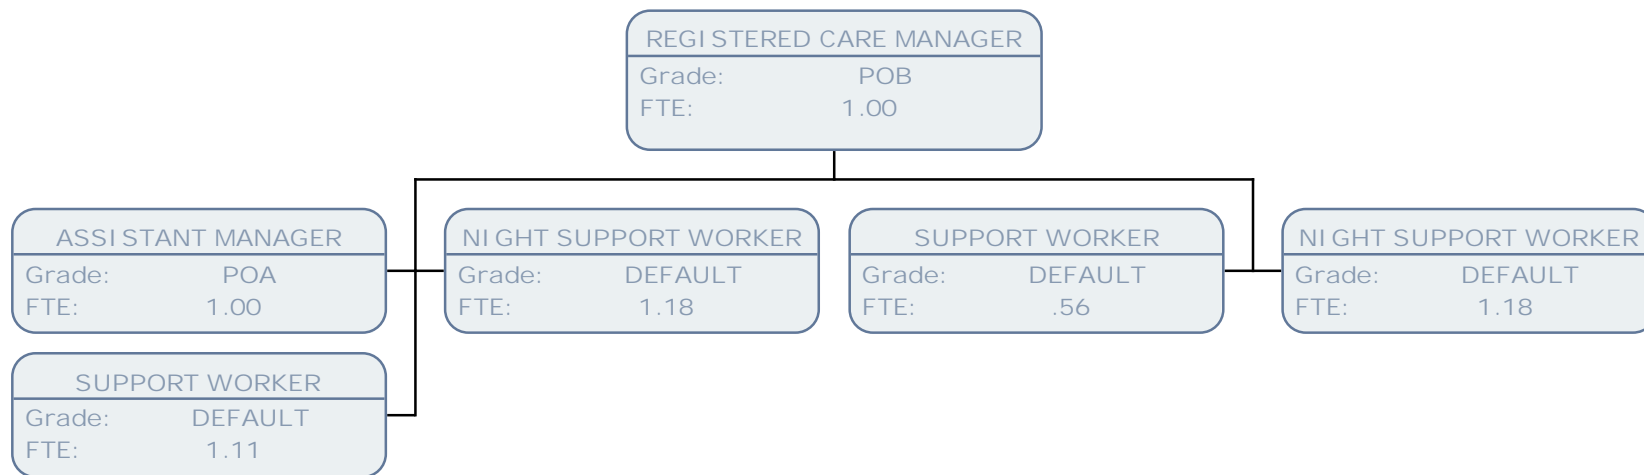 REGISTERED CARE MANAGER
Grade: POB
FTE: 1.00
ASSISTANT MANAGER
Grade: POA
FTE: 1.00
NIGHT SUPPORT WORKER
Grade: DEFAULT
FTE: 1.18
SUPPORT WORKER
Grade: DEFAULT
FTE: .56
NIGHT SUPPORT WORKER
Grade: DEFAULT
FTE: 1.18
SUPPORT WORKER
Grade: DEFAULT
FTE: 1.11